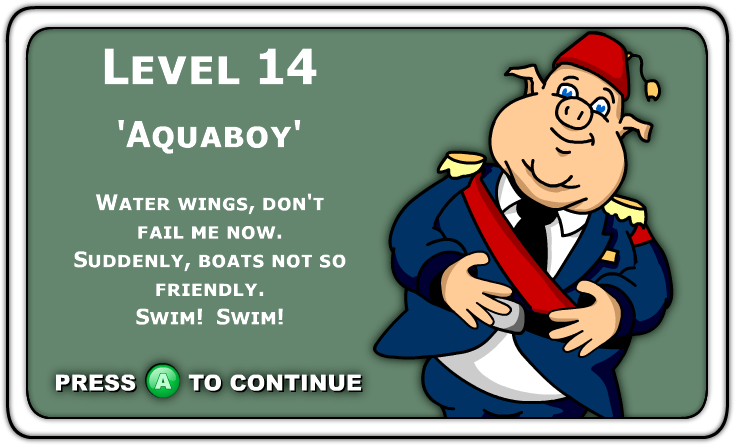 Level 14
'Aquaboy'
Water wings, don't
fail me now.
Suddenly, boats not so
friendly.
Swim!  Swim!
PRESS A TO CONTINUE